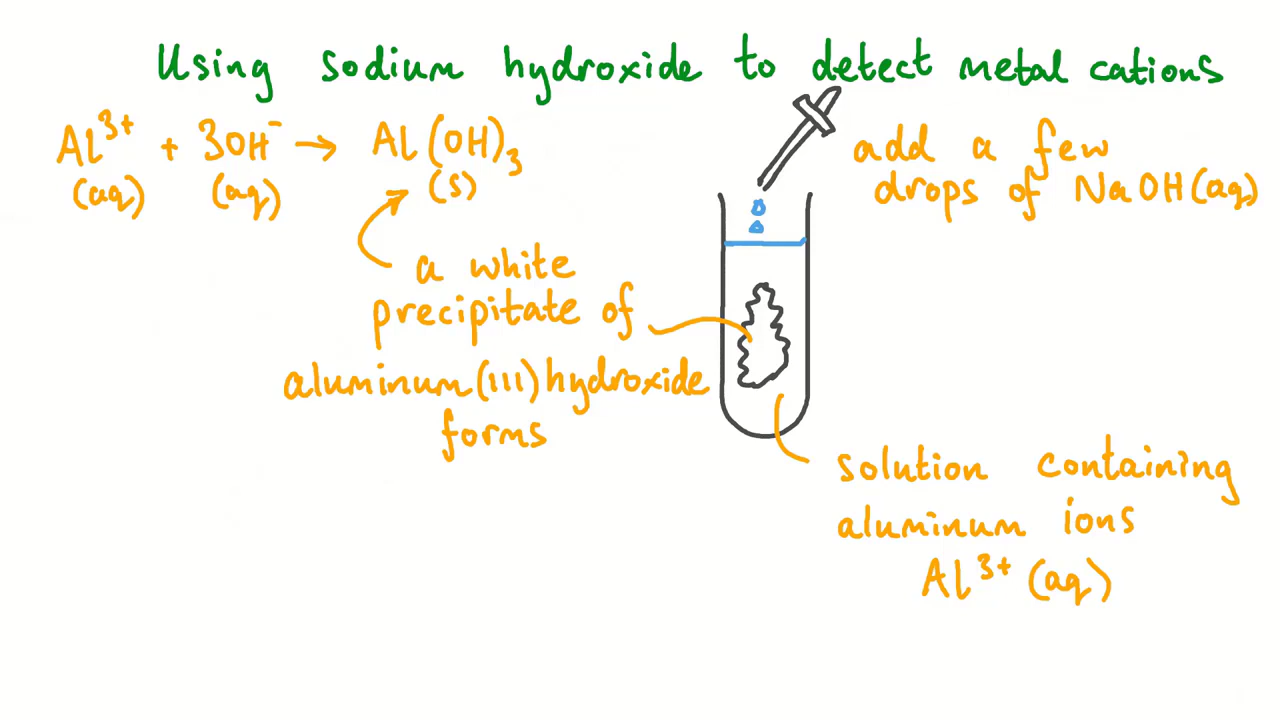 Using sodium hydroxide to detect metal cations
Al³⁺ + 3OH⁻ → Al(OH)₃
(aq) (aq) (s)
add a few
drops of NaOH(aq)
a white
precipitate of
aluminum(III) hydroxide
forms
solution containing
aluminum ions
Al³⁺ (aq)